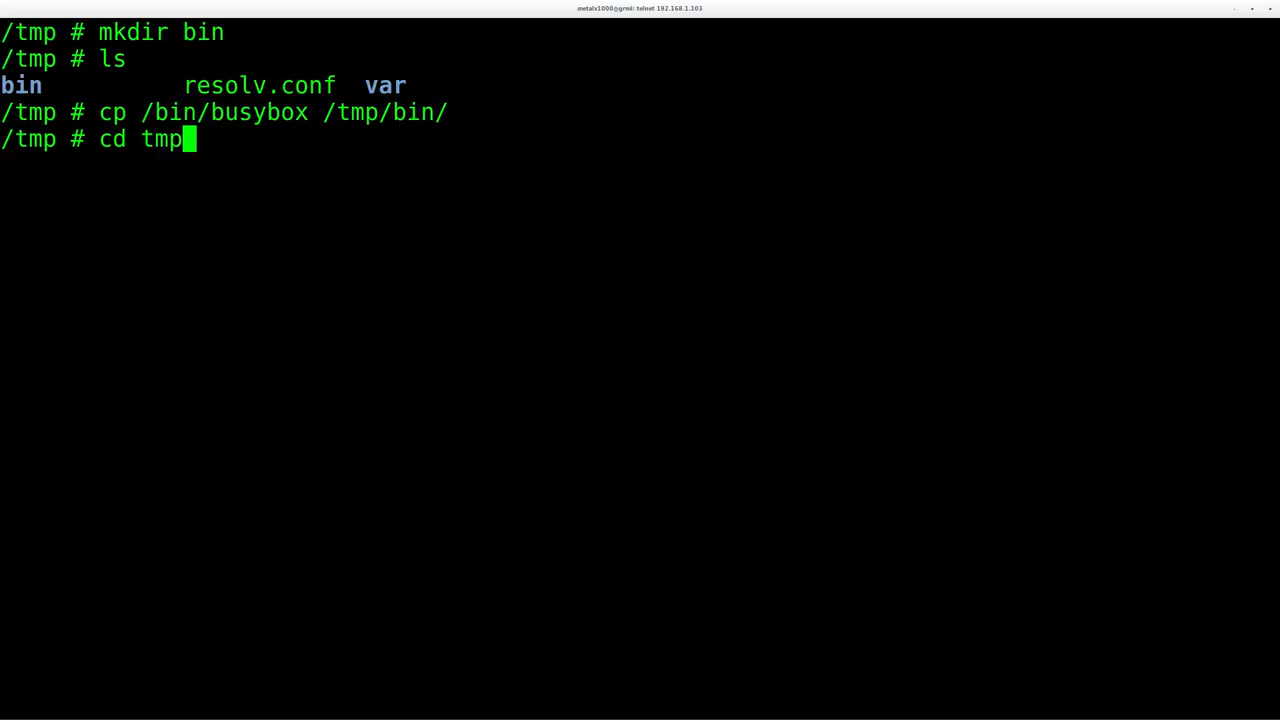 metalx1000@grml: telnet 192.168.1.103
/tmp # mkdir bin
/tmp # ls
bin          resolv.conf  var
/tmp # cp /bin/busybox /tmp/bin/
/tmp # cd tmp